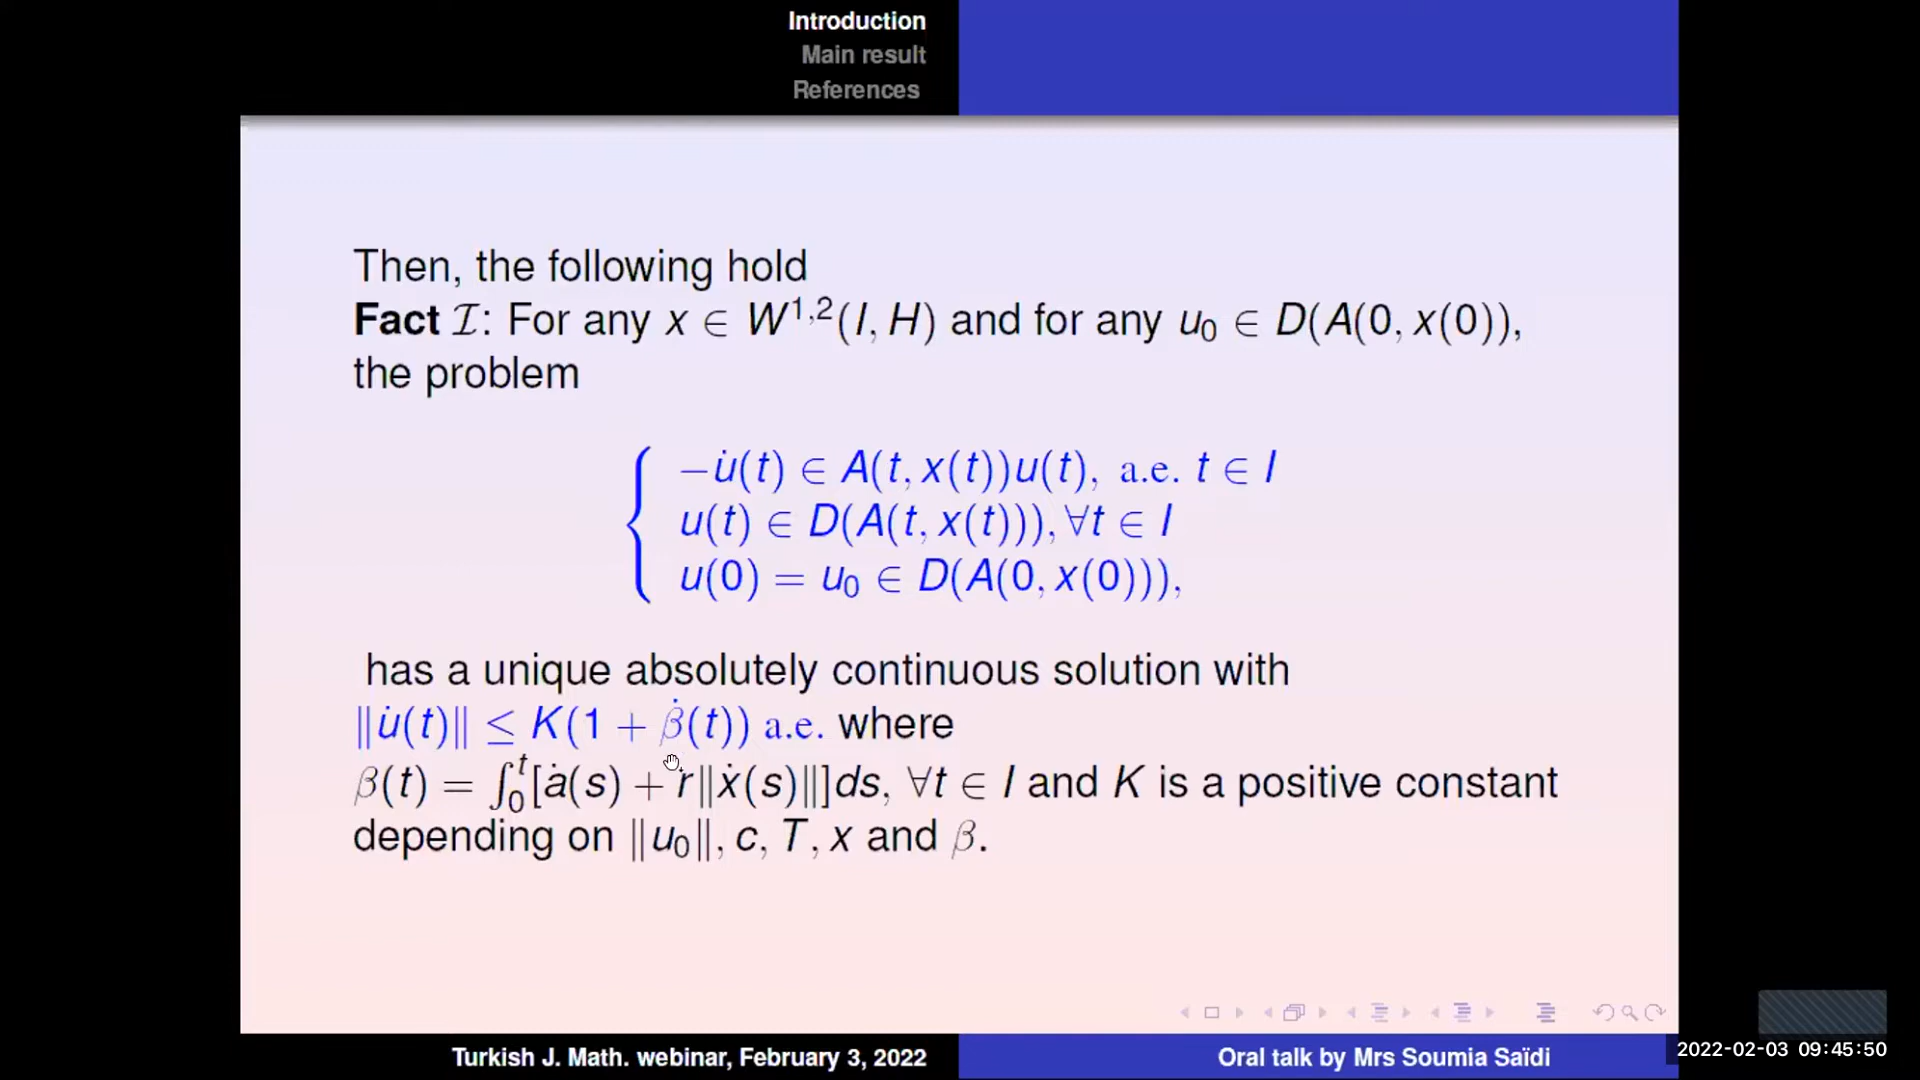 Introduction
Main result
References
Then, the following hold
Fact ℐ: For any x ∈ W^{1,2}(I, H) and for any u₀ ∈ D(A(0, x(0)),
the problem
−u̇(t) ∈ A(t, x(t))u(t), a.e. t ∈ I
u(t) ∈ D(A(t, x(t))), ∀t ∈ I
u(0) = u₀ ∈ D(A(0, x(0))),
has a unique absolutely continuous solution with
‖u̇(t)‖ ≤ K(1 + β̇(t)) a.e. where
β(t) = ∫₀ᵗ[ȧ(s) + r‖ẋ(s)‖]ds, ∀t ∈ I and K is a positive constant
depending on ‖u₀‖, c, T, x and β.
Turkish J. Math. webinar, February 3, 2022
Oral talk by Mrs Soumia Saïdi
2022-02-03 09:45:50